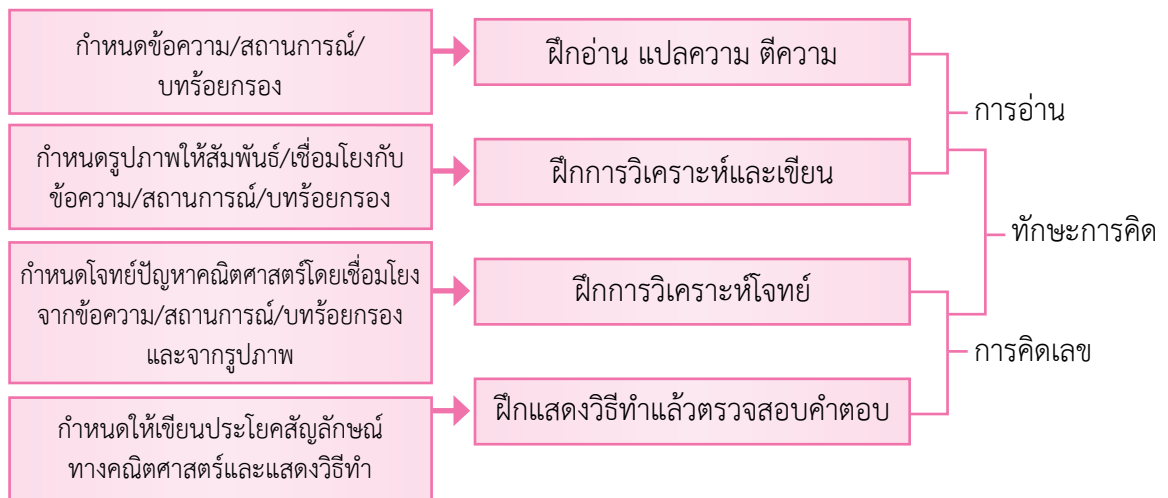 กำหนดข้อความ/สถานการณ์/
บทร้อยกรอง
ฝึกอ่าน แปลความ ตีความ
การอ่าน
กำหนดรูปภาพให้สัมพันธ์/เชื่อมโยงกับ
ข้อความ/สถานการณ์/บทร้อยกรอง
ฝึกการวิเคราะห์และเขียน
ทักษะการคิด
กำหนดโจทย์ปัญหาคณิตศาสตร์โดยเชื่อมโยง
จากข้อความ/สถานการณ์/บทร้อยกรอง
และจากรูปภาพ
ฝึกการวิเคราะห์โจทย์
การคิดเลข
กำหนดให้เขียนประโยคสัญลักษณ์
ทางคณิตศาสตร์และแสดงวิธีทำ
ฝึกแสดงวิธีทำแล้วตรวจสอบคำตอบ